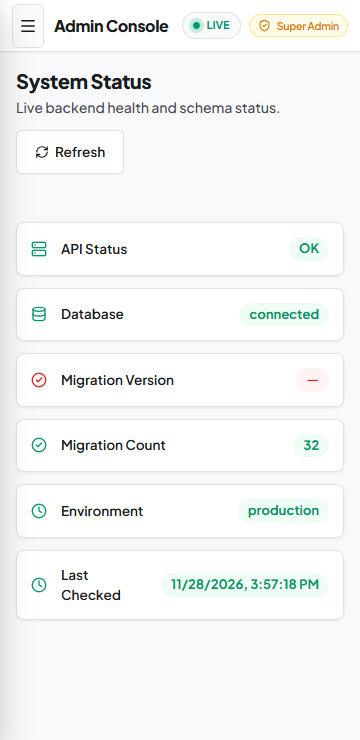 Admin Console LIVE Super Admin
System Status
Live backend health and schema status.
Refresh
API Status OK
Database connected
Migration Version —
Migration Count 32
Environment production
Last
Checked 11/28/2026, 3:57:18 PM